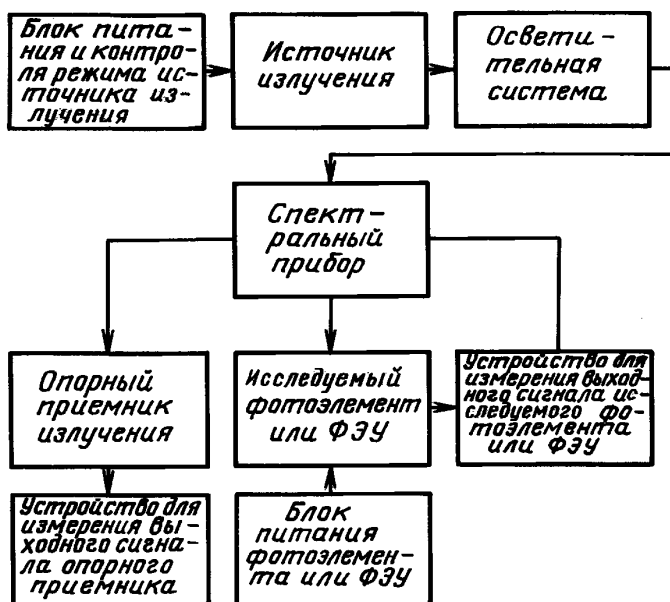 Блок пита-
ния и контро-
ля режима ис-
точника из-
лучения
Источник
излучения
Освети-
тельная
система
Спект-
ральный
прибор
Опорный
приемник
излучения
Исследуемый
фотоэлемент
или ФЭУ
Устройство для
измерения выход-
ного сигнала ис-
следуемого фо-
тоэлемента
или ФЭУ
Устройство для
измерения вы-
ходного сигна-
ла опорного
приемника
Блок
питания
фотоэлемен-
та или ФЭУ